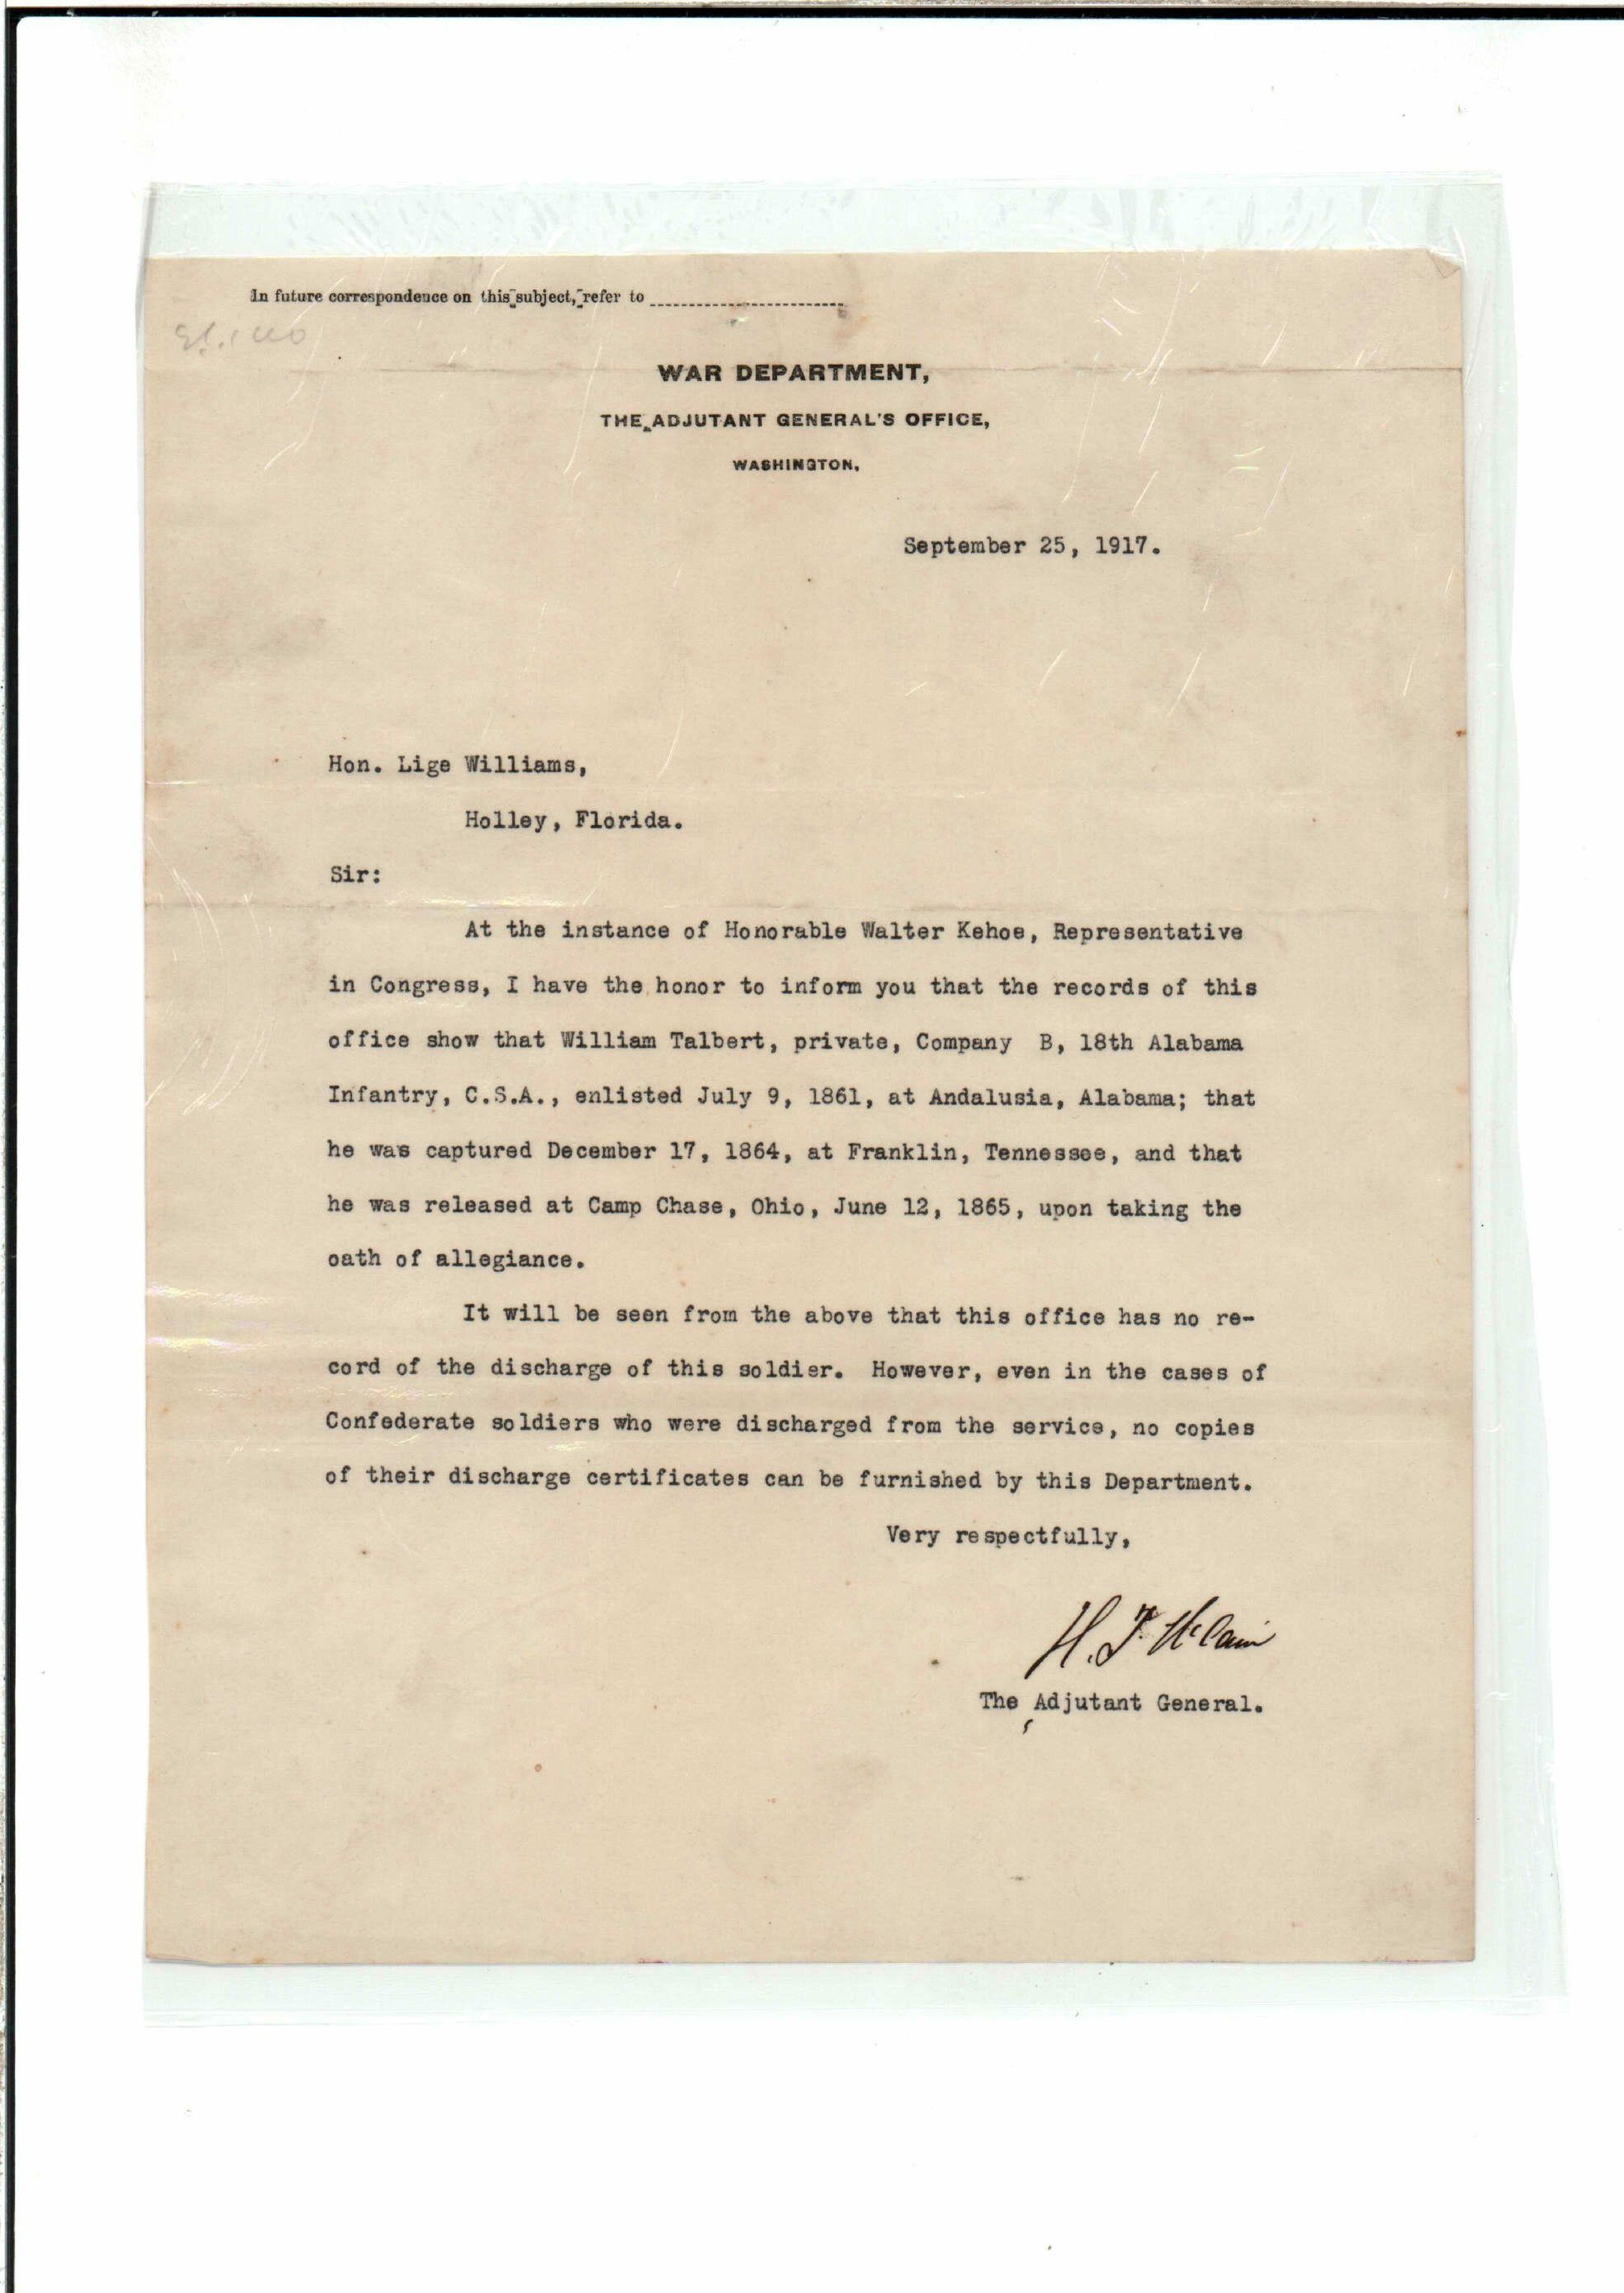 In future correspondence on this subject, refer to
WAR DEPARTMENT,
THE ADJUTANT GENERAL'S OFFICE,
WASHINGTON.
September 25, 1917.
Hon. Lige Williams,
Holley, Florida.
Sir:
At the instance of Honorable Walter Kehoe, Representative
in Congress, I have the honor to inform you that the records of this
office show that William Talbert, private, Company B, 18th Alabama
Infantry, C.S.A., enlisted July 9, 1861, at Andalusia, Alabama; that
he was captured December 17, 1864, at Franklin, Tennessee, and that
he was released at Camp Chase, Ohio, June 12, 1865, upon taking the
oath of allegiance.
It will be seen from the above that this office has no re-
cord of the discharge of this soldier. However, even in the cases of
Confederate soldiers who were discharged from the service, no copies
of their discharge certificates can be furnished by this Department.
Very respectfully,
H. P. McCain
The Adjutant General.